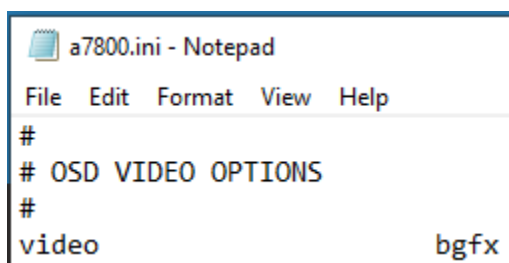 a7800.ini - Notepad
File Edit Format View Help
#
# OSD VIDEO OPTIONS
#
video bgfx